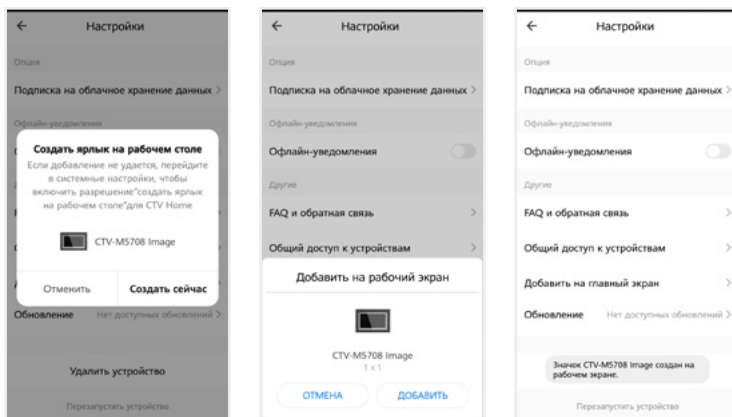 Настройки
Опция
Подписка на облачное хранение данных
Офлайн-уведомления
Создать ярлык на рабочем столе
Если добавление не удается, перейдите
в системные настройки, чтобы
включить разрешение"создать ярлык
на рабочем столе"для CTV Home
CTV-M5708 Image
Отменить
Создать сейчас
Обновление
Нет доступных обновлений
Удалить устройство
Перезапустить устройство
Настройки
Опция
Подписка на облачное хранение данных
Офлайн-уведомления
Офлайн-уведомления
Другие
FAQ и обратная связь
Общий доступ к устройствам
Добавить на рабочий экран
CTV-M5708 Image
1 x 1
ОТМЕНА
ДОБАВИТЬ
Настройки
Опция
Подписка на облачное хранение данных
Офлайн-уведомления
Офлайн-уведомления
Другие
FAQ и обратная связь
Общий доступ к устройствам
Добавить на главный экран
Обновление
Нет доступных обновлений
Значок CTV-M5708 Image создан на
рабочем экране.
Перезапустить устройство